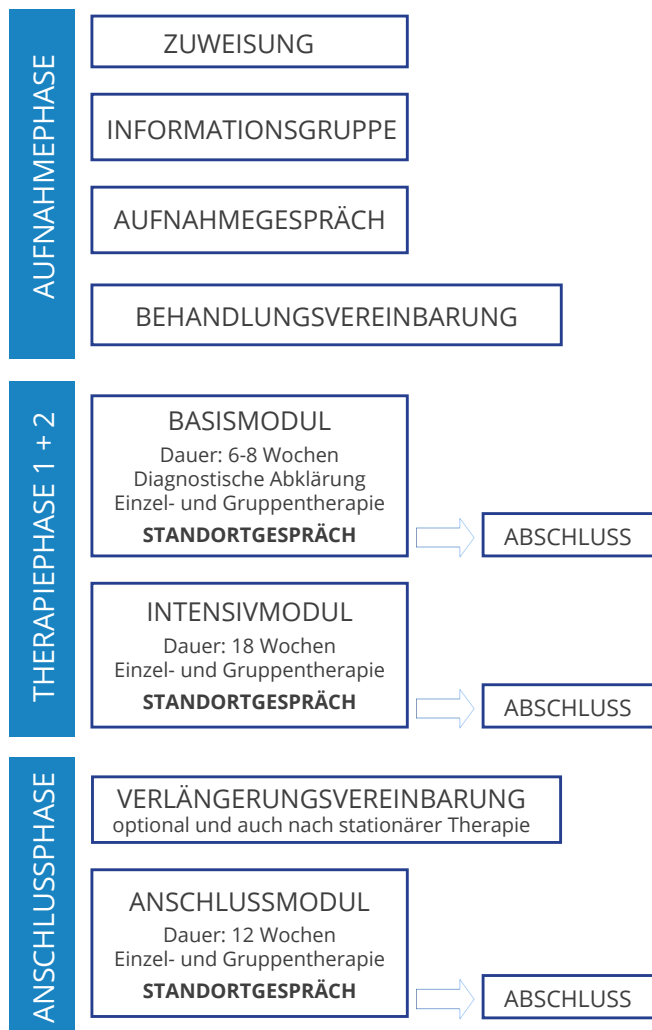 AUFNAHMEPHASE
ZUWEISUNG
INFORMATIONSGRUPPE
AUFNAHMEGESPRÄCH
BEHANDLUNGSVEREINBARUNG
THERAPIEPHASE 1 + 2
BASISMODUL
Dauer: 6-8 Wochen
Diagnostische Abklärung
Einzel- und Gruppentherapie
STANDORTGESPRÄCH
ABSCHLUSS
INTENSIVMODUL
Dauer: 18 Wochen
Einzel- und Gruppentherapie
STANDORTGESPRÄCH
ABSCHLUSS
ANSCHLUSSPHASE
VERLÄNGERUNGSVEREINBARUNG
optional und auch nach stationärer Therapie
ANSCHLUSSMODUL
Dauer: 12 Wochen
Einzel- und Gruppentherapie
STANDORTGESPRÄCH
ABSCHLUSS